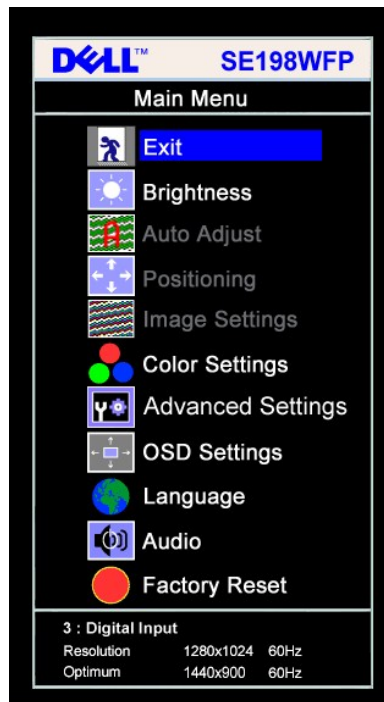 DELL™ SE198WFP
Main Menu
Exit
Brightness
Auto Adjust
Positioning
Image Settings
Color Settings
Advanced Settings
OSD Settings
Language
Audio
Factory Reset
3 : Digital Input
Resolution 1280x1024 60Hz
Optimum 1440x900 60Hz